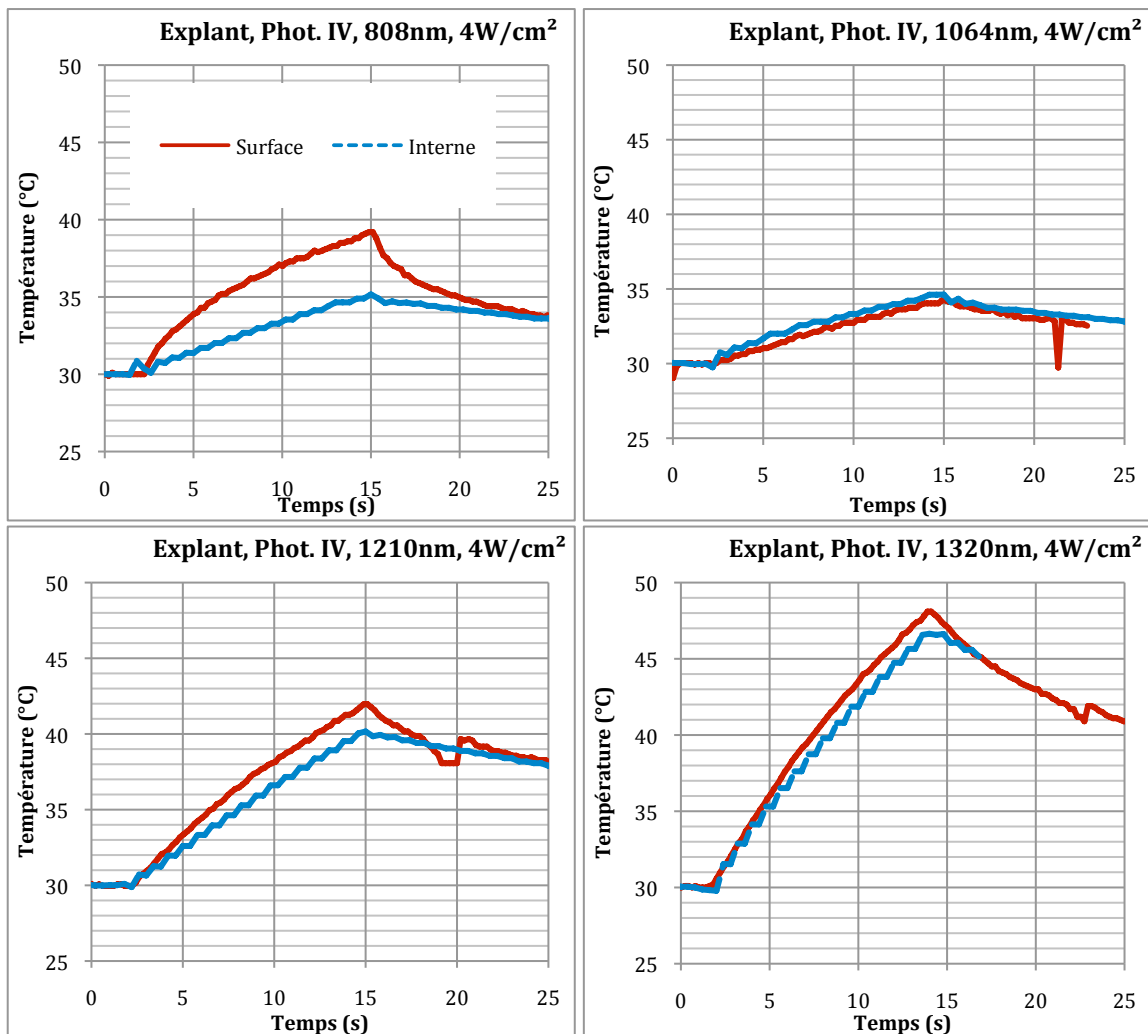 Explant, Phot. IV, 808nm, 4W/cm²
50
45
40
35
30
25
Température (°C)
Surface
Interne
0 5 10 15 20 25
Temps (s)
Explant, Phot. IV, 1064nm, 4W/cm²
50
45
40
35
30
25
Température (°C)
0 5 10 15 20 25
Temps (s)
Explant, Phot. IV, 1210nm, 4W/cm²
50
45
40
35
30
25
Température (°C)
0 5 10 15 20 25
Temps (s)
Explant, Phot. IV, 1320nm, 4W/cm²
50
45
40
35
30
25
Température (°C)
0 5 10 15 20 25
Temps (s)